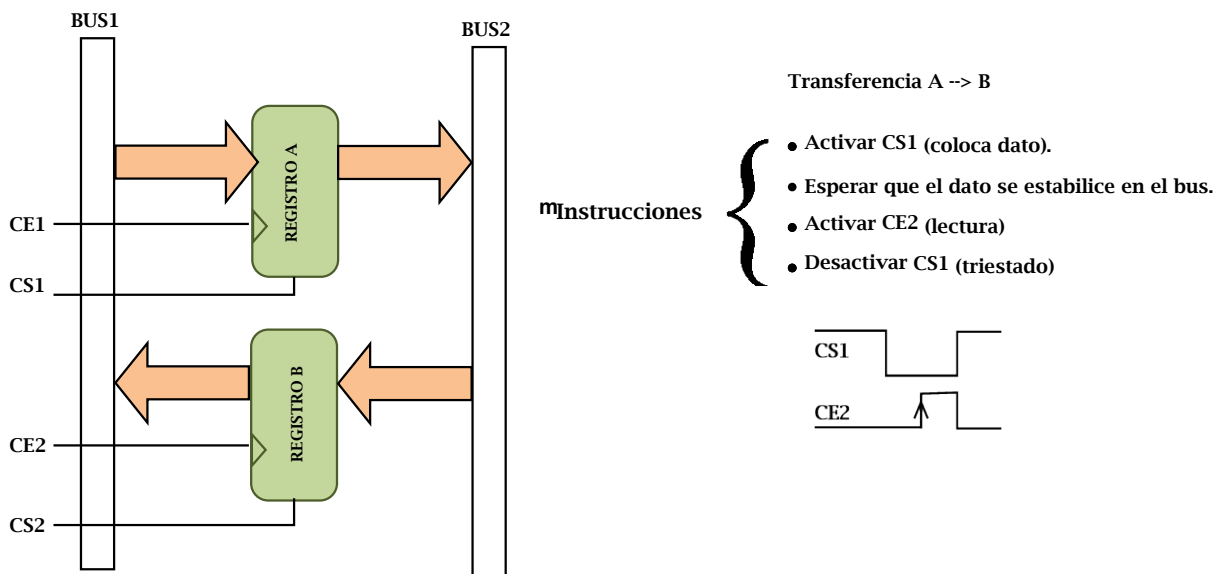 BUS1
BUS2
REGISTRO A
CE1
CS1
REGISTRO B
CE2
CS2
Transferencia A --> B
mInstrucciones
• Activar CS1 (coloca dato).
• Esperar que el dato se estabilice en el bus.
• Activar CE2 (lectura)
• Desactivar CS1 (triestado)
CS1
CE2